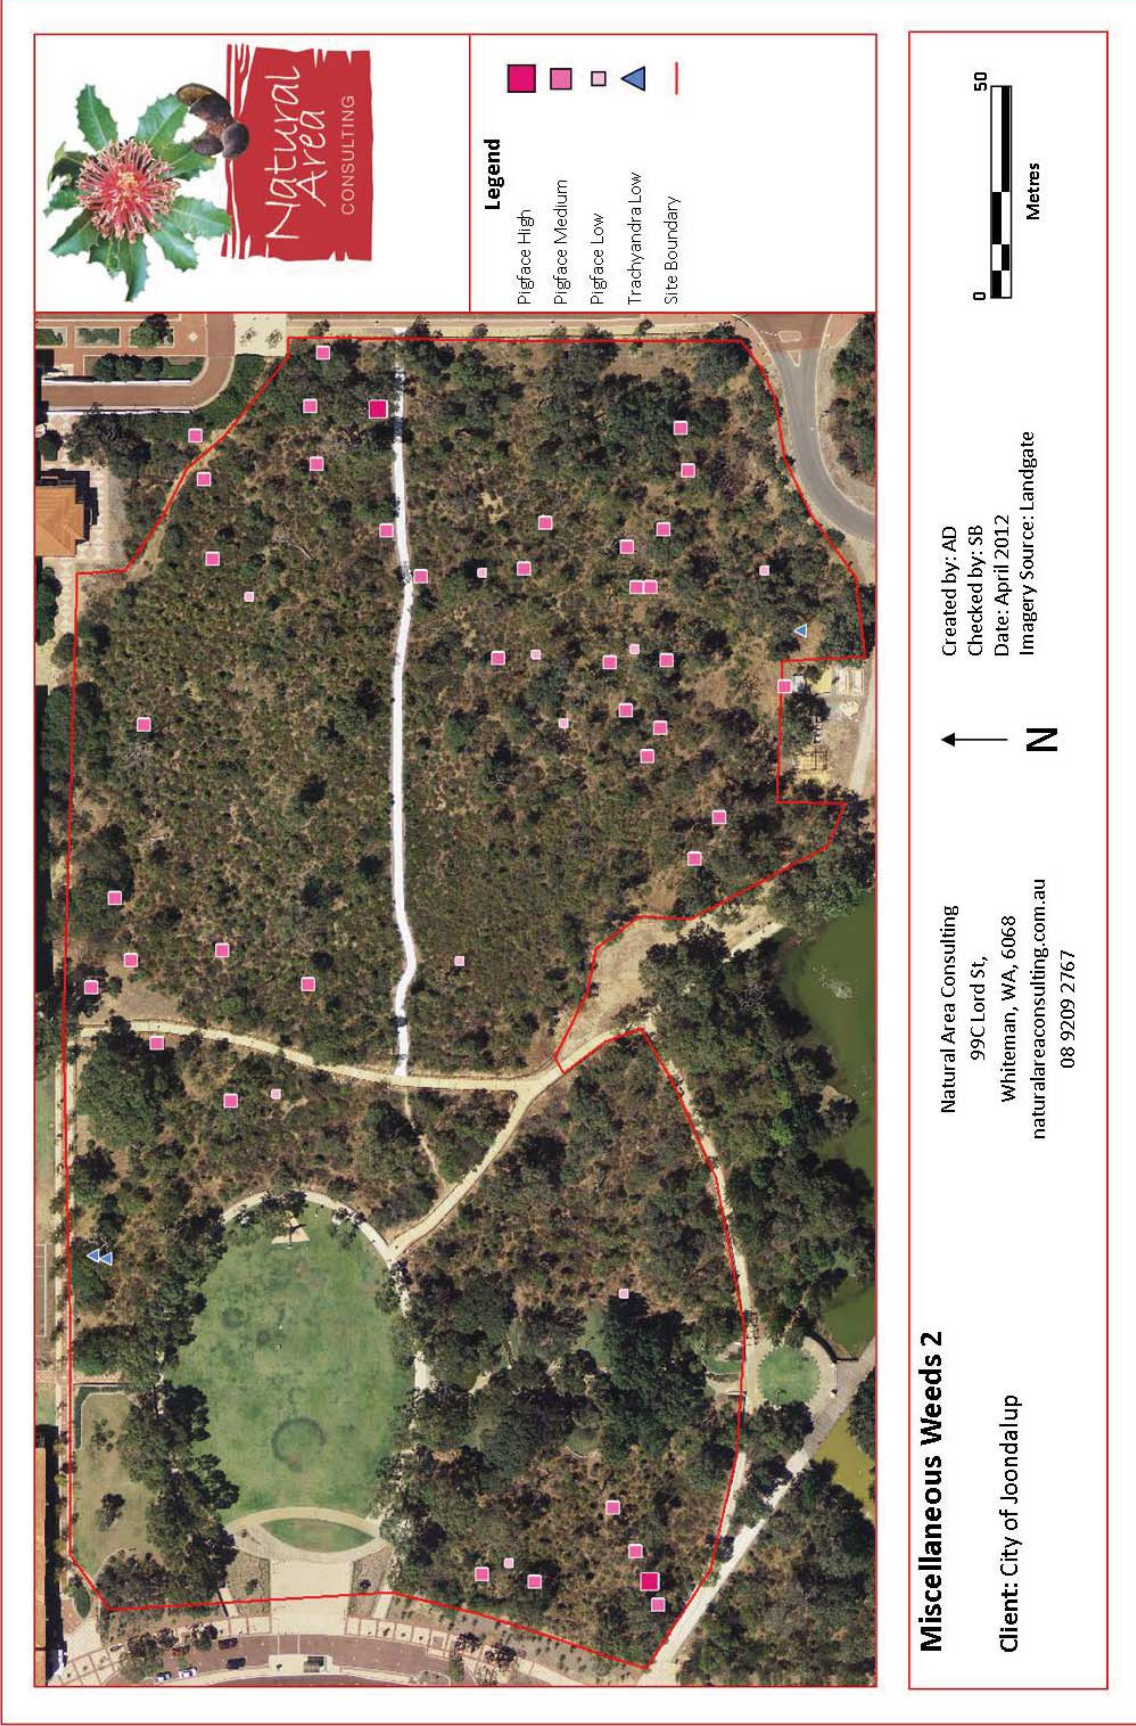 Natural
Area
CONSULTING
Legend
Pigface High
Pigface Medium
Pigface Low
Trachyandra Low
Site Boundary
Miscellaneous Weeds 2
Client: City of Joondalup
Natural Area Consulting
99C Lord St,
Whiteman, WA, 6068
naturalareaconsulting.com.au
08 9209 2767
N
Created by: AD
Checked by: SB
Date: April 2012
Imagery Source: Landgate
0 50
Metres